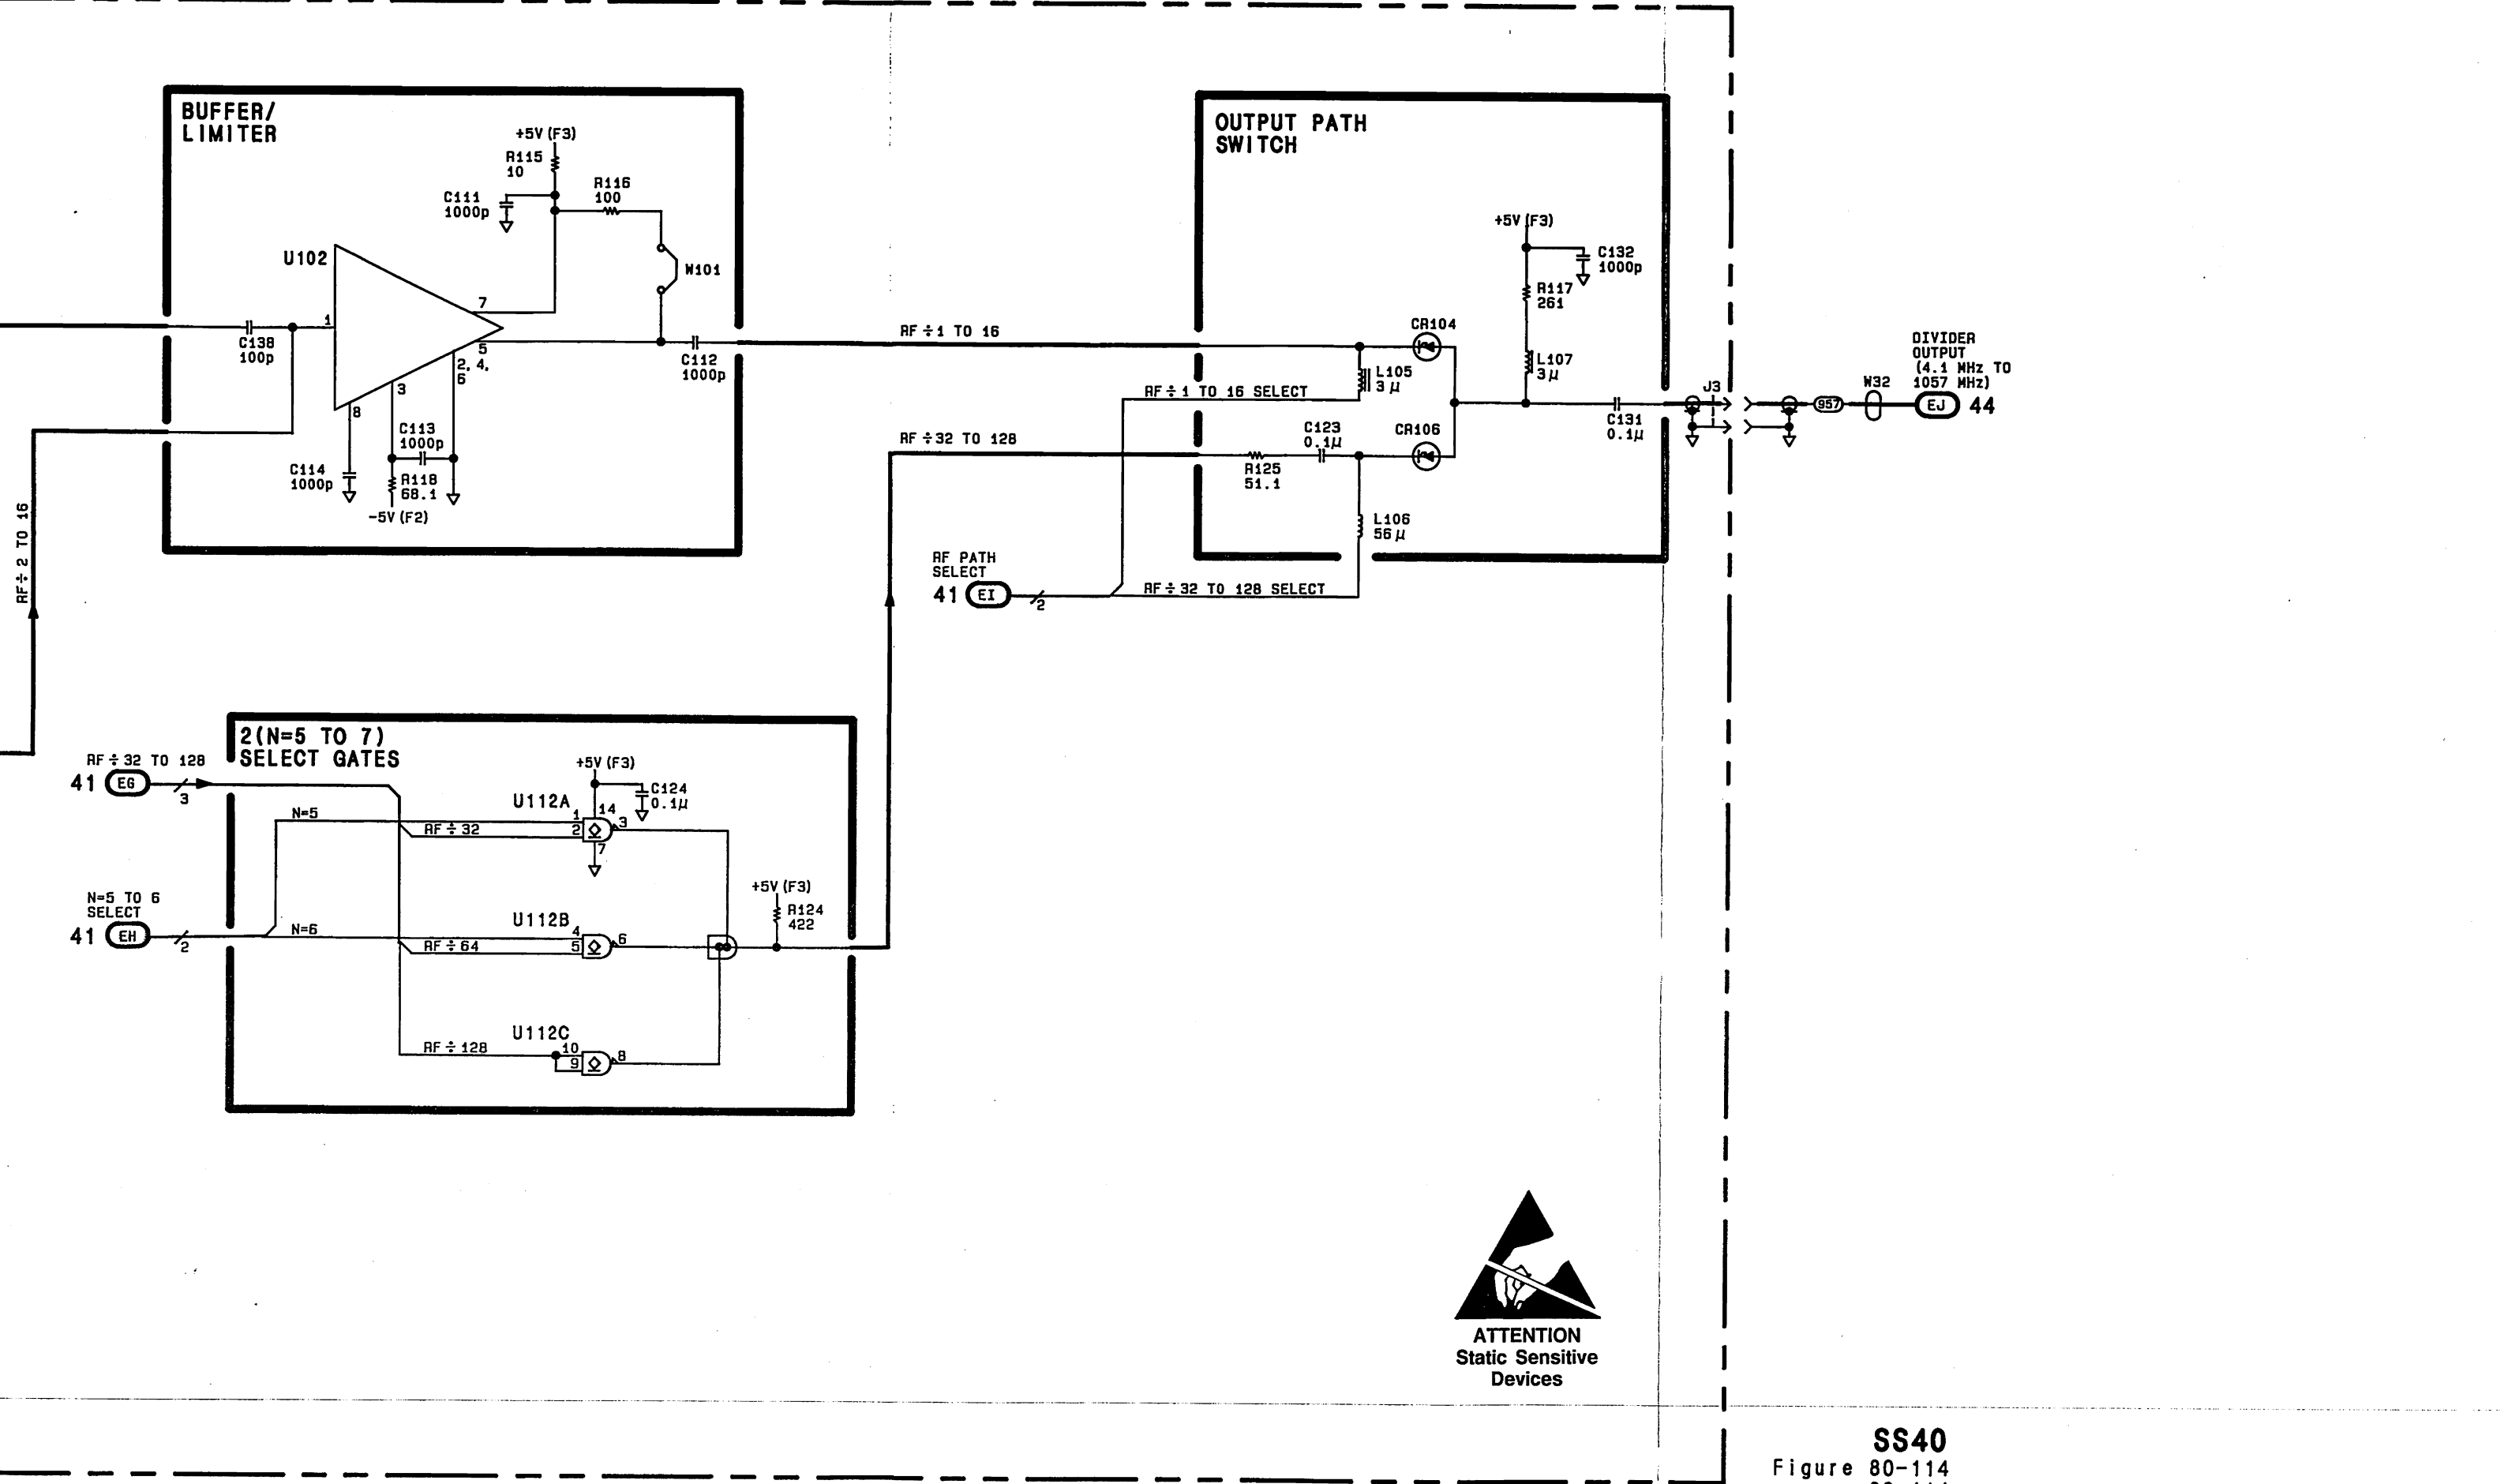 BUFFER/
LIMITER
+5V (F3)
R115
10
R116
100
C111
1000p
U102
W101
7
1
5
2, 4,
6
3
8
C138
100p
C112
1000p
C113
1000p
C114
1000p
R118
68.1
-5V (F2)
RF÷2 TO 16
RF÷1 TO 16
OUTPUT PATH
SWITCH
+5V (F3)
C132
1000p
R117
261
CR104
L107
3μ
L105
3μ
RF÷1 TO 16 SELECT
RF÷32 TO 128
C123
0.1μ
CR106
R125
51.1
C131
0.1μ
J3
957
W32
DIVIDER
OUTPUT
(4.1 MHz TO
1057 MHz)
EJ 44
L106
56μ
RF PATH
SELECT
41 EI
2
RF÷32 TO 128 SELECT
2(N=5 TO 7)
SELECT GATES
RF÷32 TO 128
41 EG
3
+5V (F3)
C124
0.1μ
U112A
14
1
2
3
7
N=5
RF÷32
N=5 TO 6
SELECT
41 EH
2
N=6
RF÷64
U112B
4
5
6
+5V (F3)
R124
422
U112C
RF÷128
10
9
8
ATTENTION
Static Sensitive
Devices
SS40
Figure 80-114